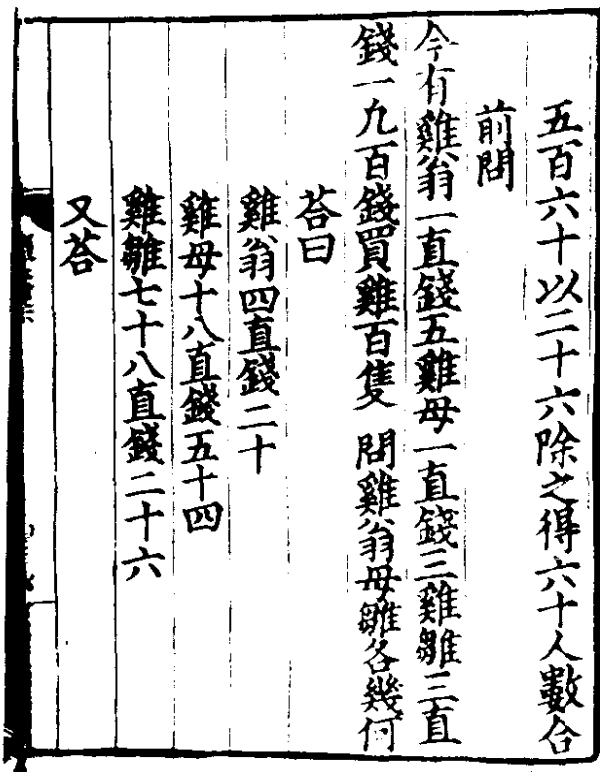 五百六十以二十六除之得六十人數合
前問
今有雞翁一直錢五雞母一直錢三雞雛三直
錢一九百錢買雞百隻 問雞翁母雛各幾何
荅曰
雞翁四直錢二十
雞母十八直錢五十四
雞雛七十八直錢二十六
又荅